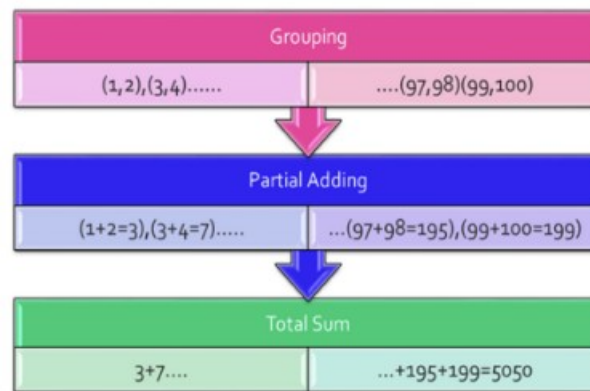 Grouping
(1,2),(3,4)...... ....(97,98)(99,100)
Partial Adding
(1+2=3),(3+4=7)..... ...(97+98=195),(99+100=199)
Total Sum
3+7.... ...+195+199=5050